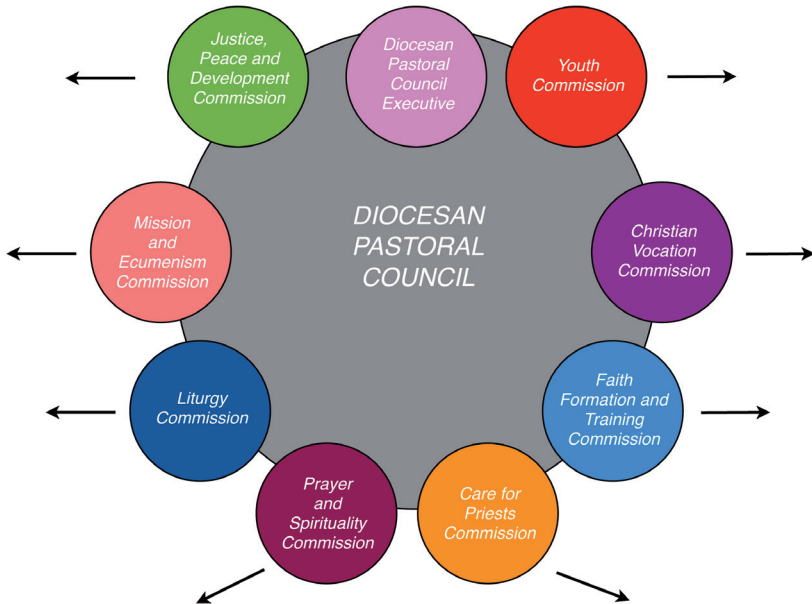 Justice,
Peace and
Development
Commission
Diocesan
Pastoral
Council
Executive
Youth
Commission
Mission
and
Ecumenism
Commission
DIOCESAN
PASTORAL
COUNCIL
Christian
Vocation
Commission
Liturgy
Commission
Faith
Formation and
Training
Commission
Prayer
and
Spirituality
Commission
Care for
Priests
Commission